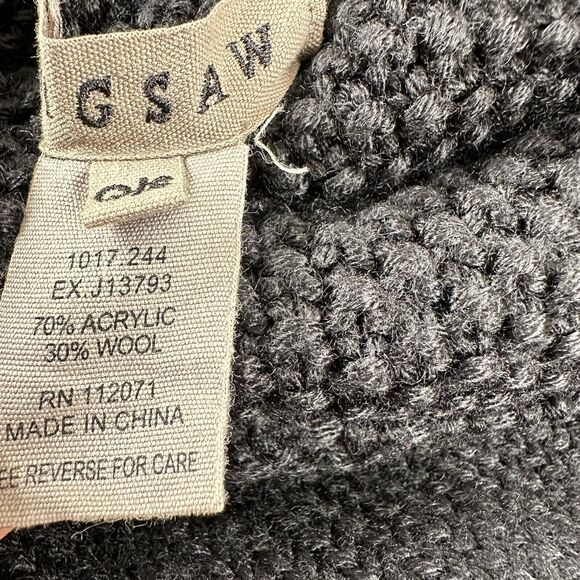 IGSAW
1017.244
EX.J13793
70% ACRYLIC
30% WOOL
RN 112071
MADE IN CHINA
EE REVERSE FOR CARE